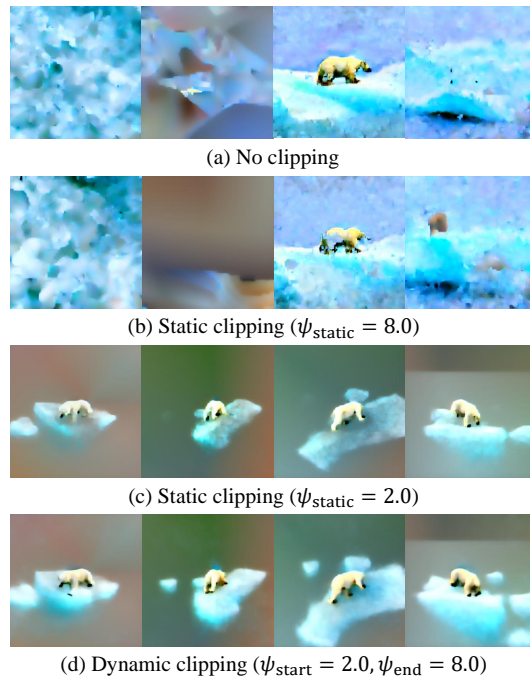 (a) No clipping
(b) Static clipping (ψstatic = 8.0)
(c) Static clipping (ψstatic = 2.0)
(d) Dynamic clipping (ψstart = 2.0, ψend = 8.0)